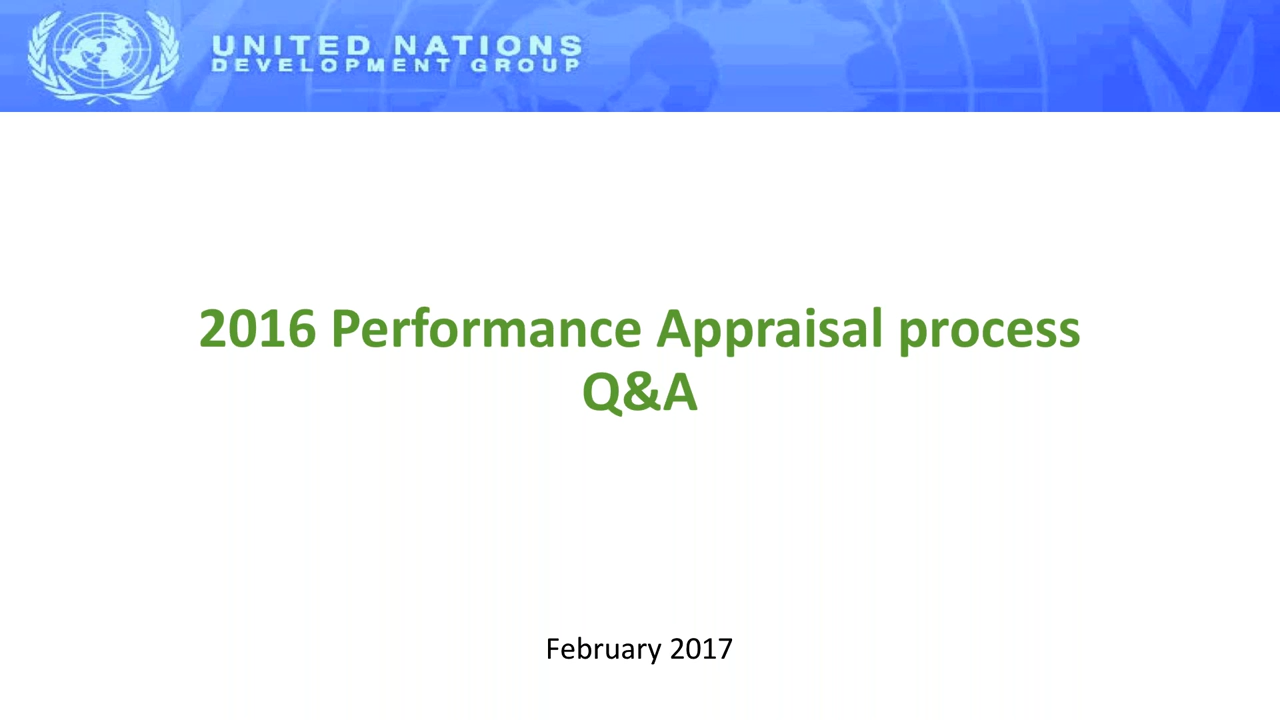 UNITED NATIONS
DEVELOPMENT GROUP
2016 Performance Appraisal process
Q&A
February 2017